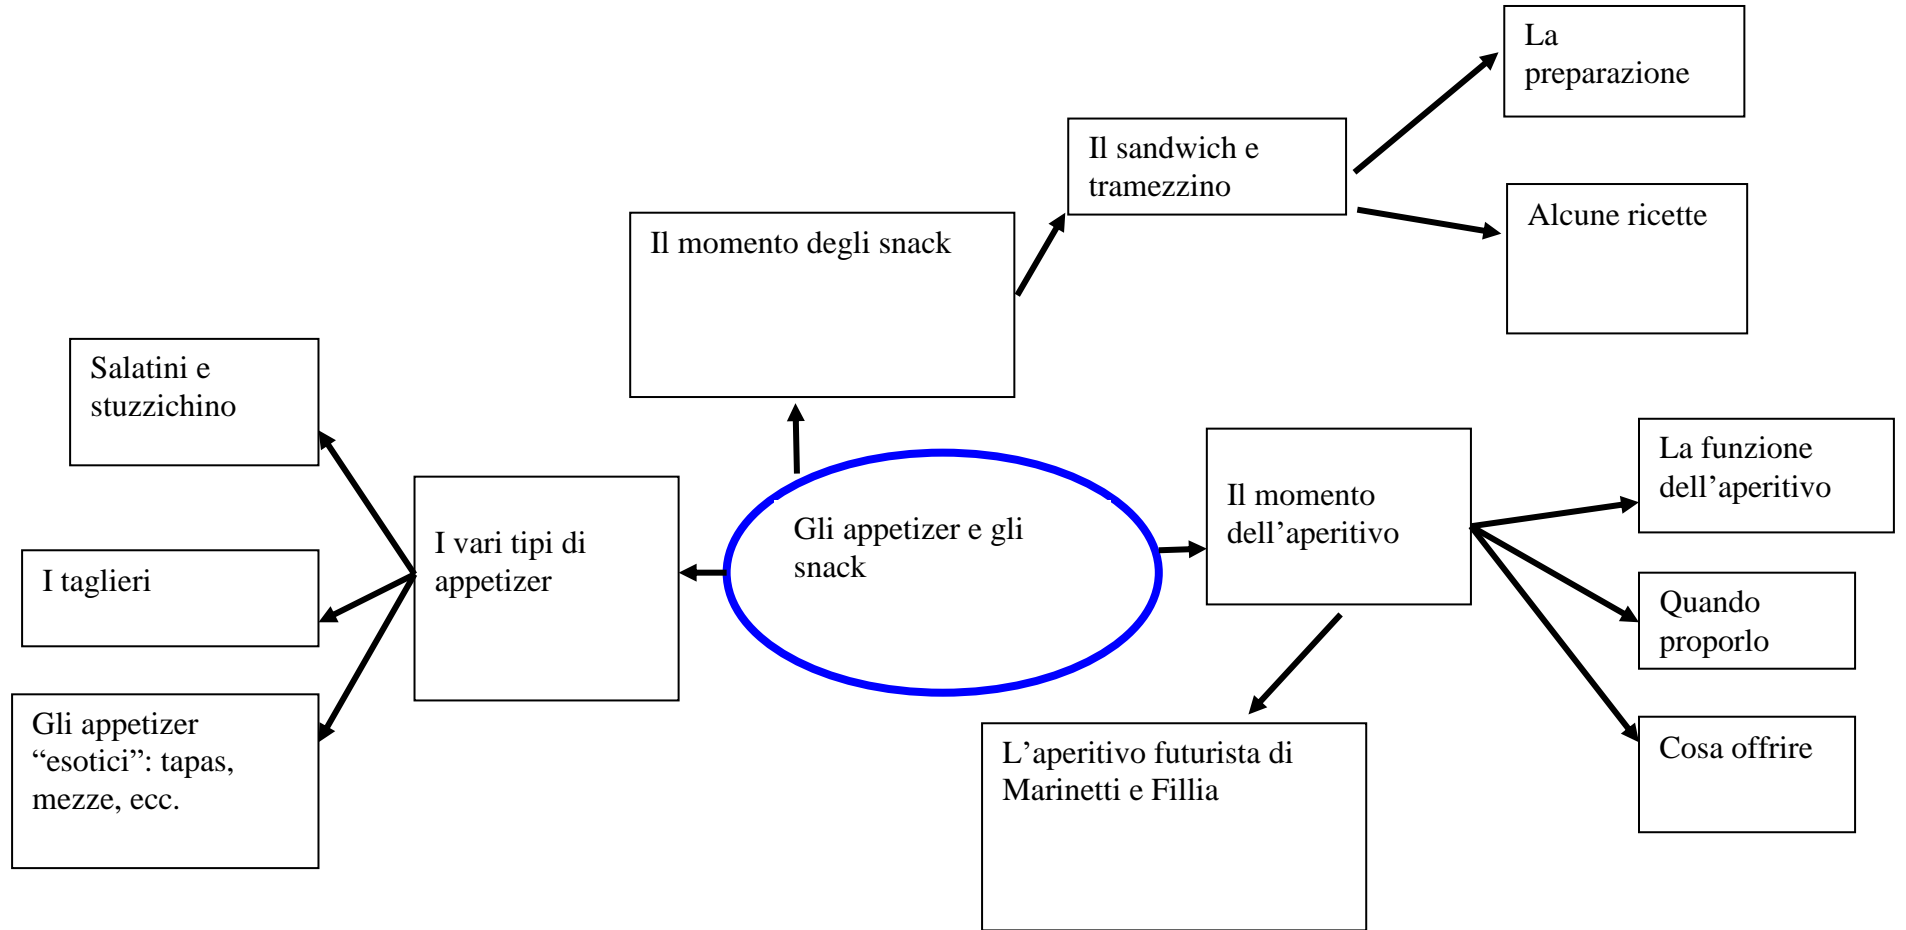 La
preparazione
Il sandwich e
tramezzino
Alcune ricette
Il momento degli snack
Salatini e
stuzzichino
La funzione
dell’aperitivo
Il momento
dell’aperitivo
Gli appetizer e gli
snack
I vari tipi di
appetizer
I taglieri
Quando
proporlo
Gli appetizer
“esotici”: tapas,
mezze, ecc.
L’aperitivo futurista di
Marinetti e Fillia
Cosa offrire